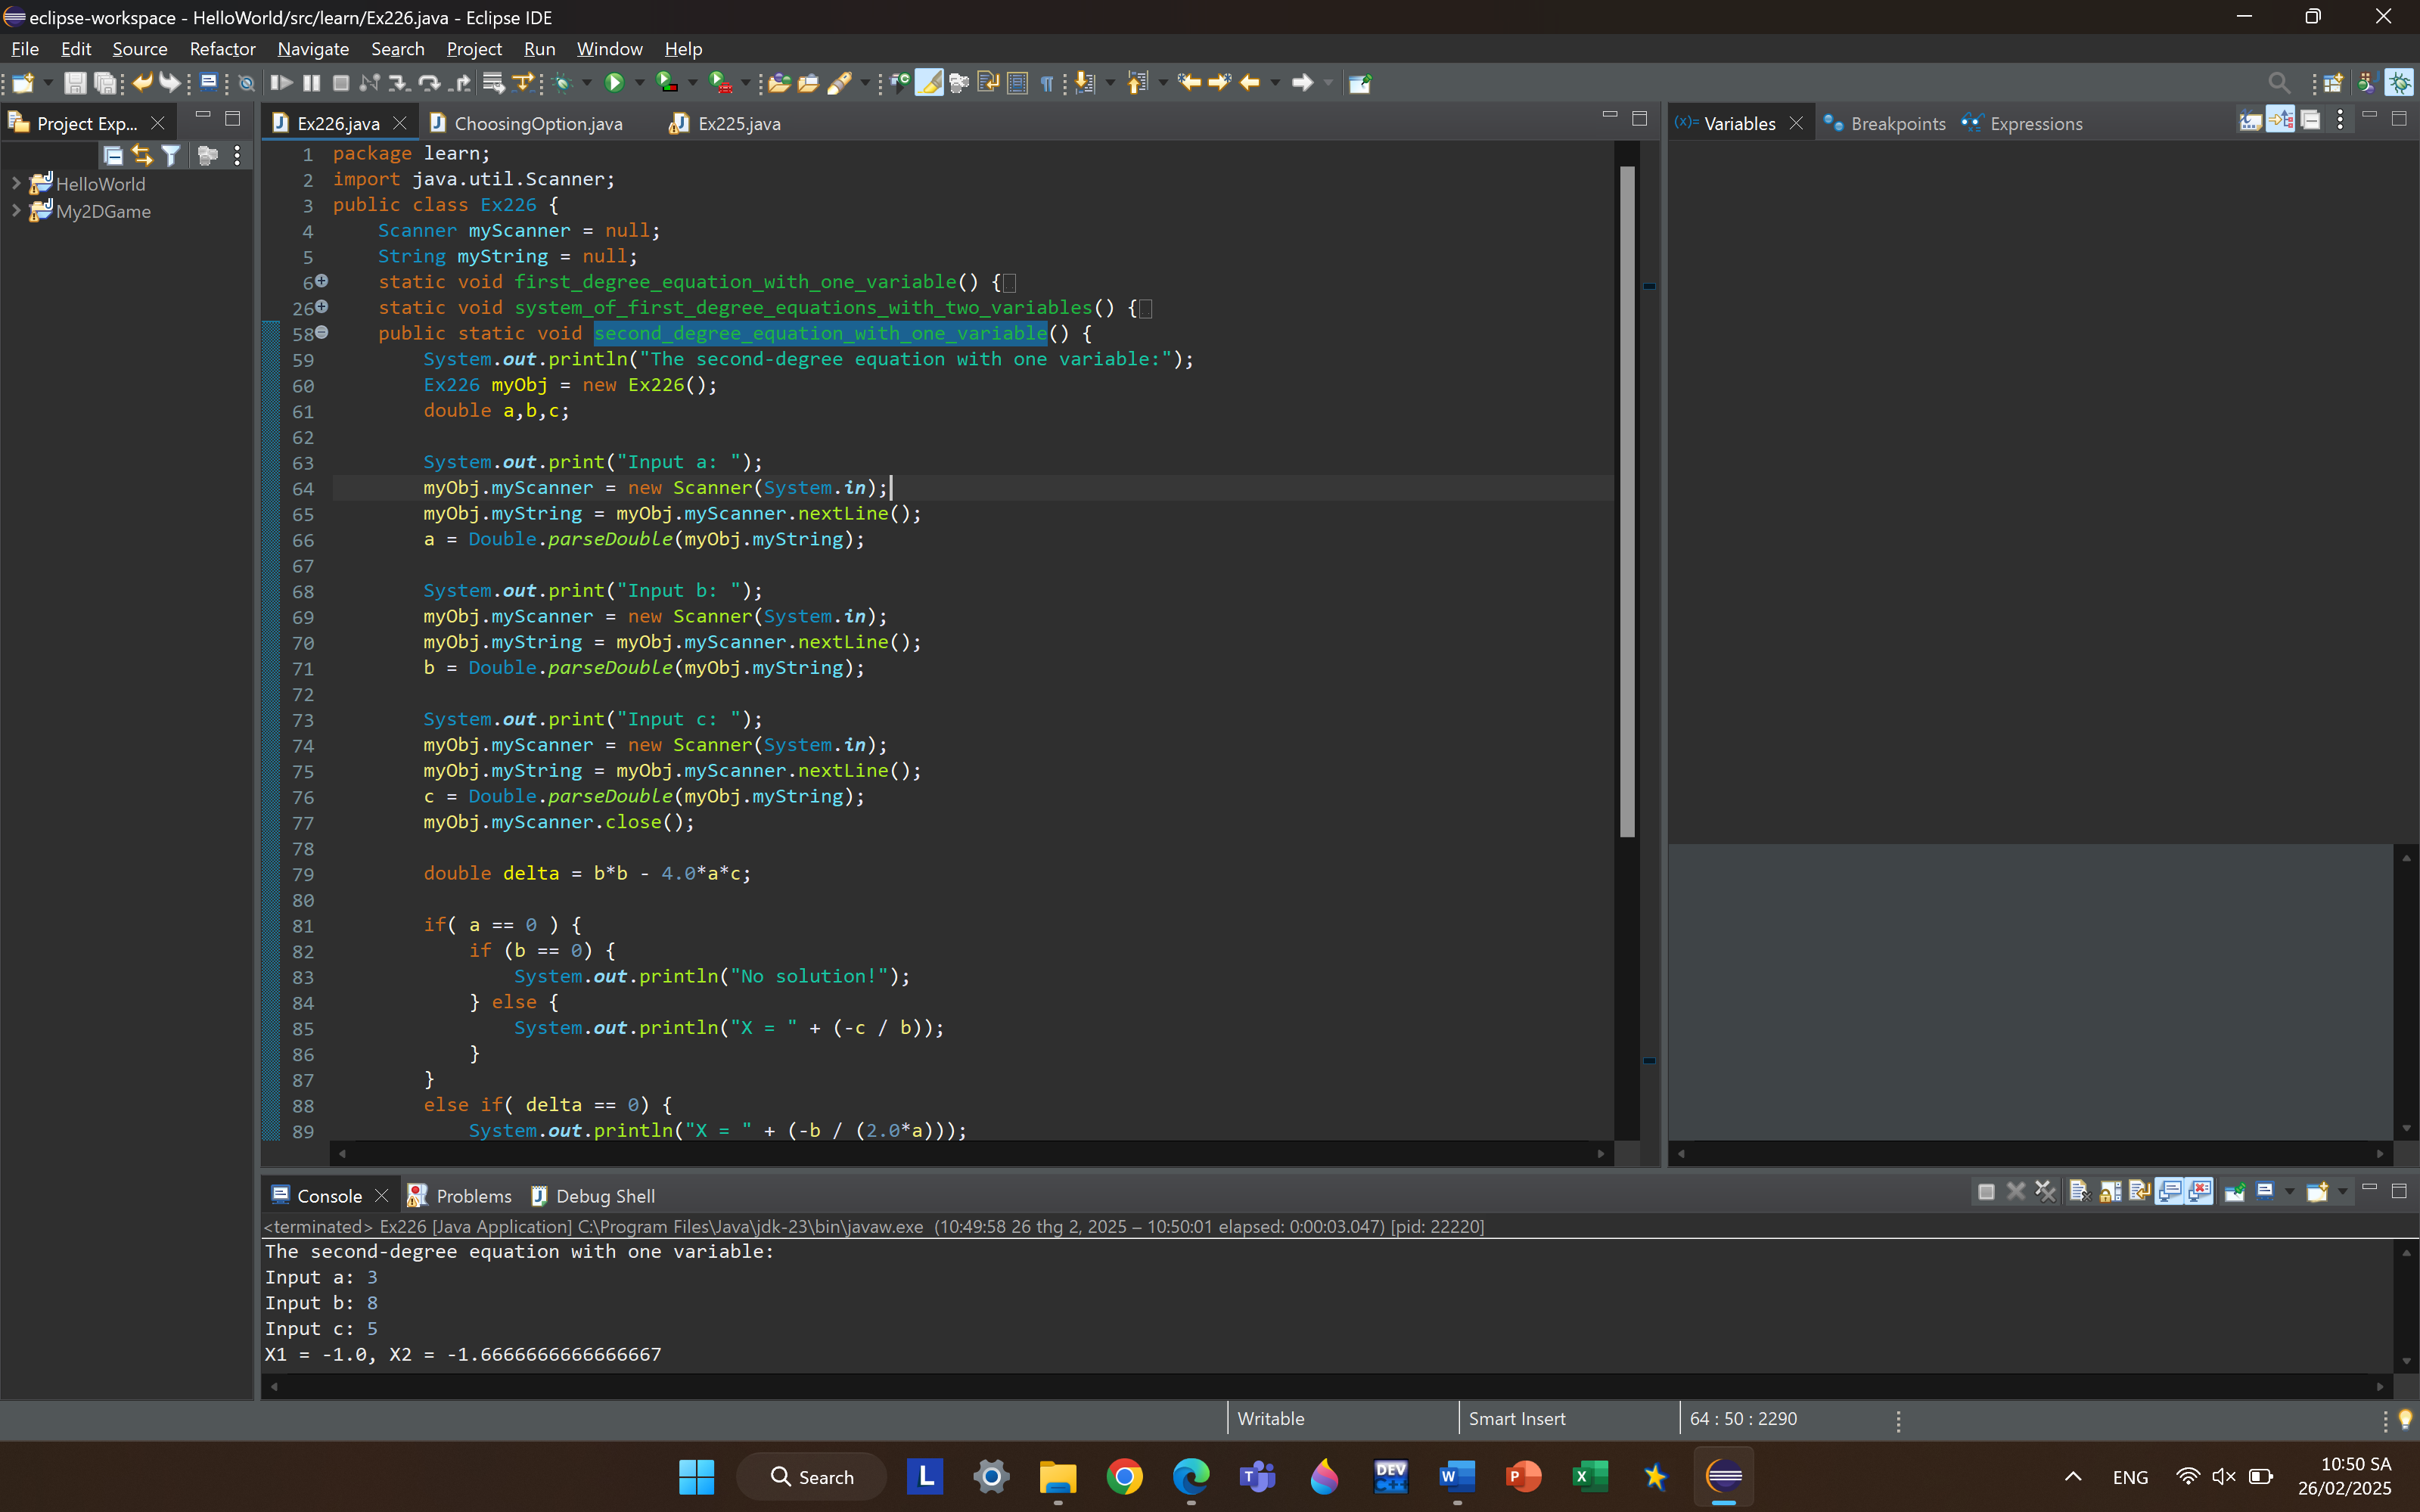 eclipse-workspace - HelloWorld/src/learn/Ex226.java - Eclipse IDE
File Edit Source Refactor Navigate Search Project Run Window Help
Project Exp...
HelloWorld
My2DGame
Ex226.java ChoosingOption.java Ex225.java
1 package learn;
2 import java.util.Scanner;
3 public class Ex226 {
4 Scanner myScanner = null;
5 String myString = null;
6 static void first_degree_equation_with_one_variable() {
26 static void system_of_first_degree_equations_with_two_variables() {
58 public static void second_degree_equation_with_one_variable() {
59 System.out.println("The second-degree equation with one variable:");
60 Ex226 myObj = new Ex226();
61 double a,b,c;
62
63 System.out.print("Input a: ");
64 myObj.myScanner = new Scanner(System.in);
65 myObj.myString = myObj.myScanner.nextLine();
66 a = Double.parseDouble(myObj.myString);
67
68 System.out.print("Input b: ");
69 myObj.myScanner = new Scanner(System.in);
70 myObj.myString = myObj.myScanner.nextLine();
71 b = Double.parseDouble(myObj.myString);
72
73 System.out.print("Input c: ");
74 myObj.myScanner = new Scanner(System.in);
75 myObj.myString = myObj.myScanner.nextLine();
76 c = Double.parseDouble(myObj.myString);
77 myObj.myScanner.close();
78
79 double delta = b*b - 4.0*a*c;
80
81 if( a == 0 ) {
82 if (b == 0) {
83 System.out.println("No solution!");
84 } else {
85 System.out.println("X = " + (-c / b));
86 }
87 }
88 else if( delta == 0) {
89 System.out.println("X = " + (-b / (2.0*a)));
(x)= Variables Breakpoints Expressions
Console Problems Debug Shell
<terminated> Ex226 [Java Application] C:\Program Files\Java\jdk-23\bin\javaw.exe (10:49:58 26 thg 2, 2025 – 10:50:01 elapsed: 0:00:03.047) [pid: 22220]
The second-degree equation with one variable:
Input a: 3
Input b: 8
Input c: 5
X1 = -1.0, X2 = -1.6666666666666667
Writable Smart Insert 64 : 50 : 2290
Search
L
DEV C++
ENG
10:50 SA
26/02/2025